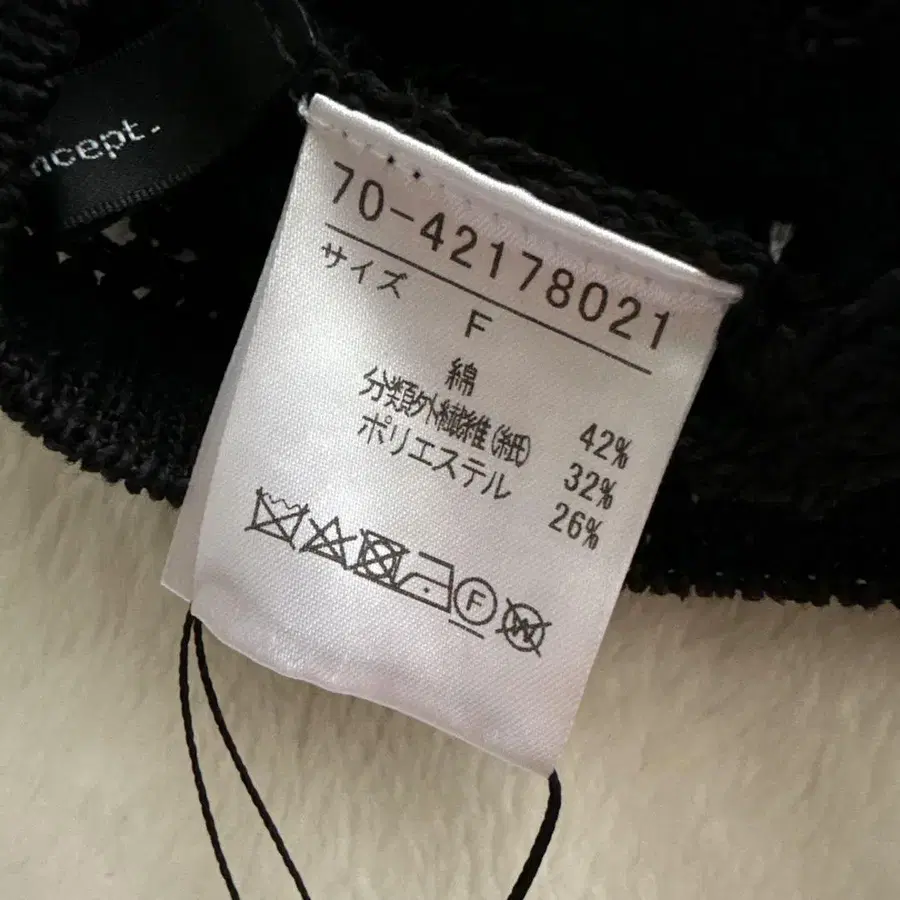 ncept.
70-42178021
サイズ
F
綿 42%
分類外繊維(紙) 32%
ポリエステル 26%
F
W